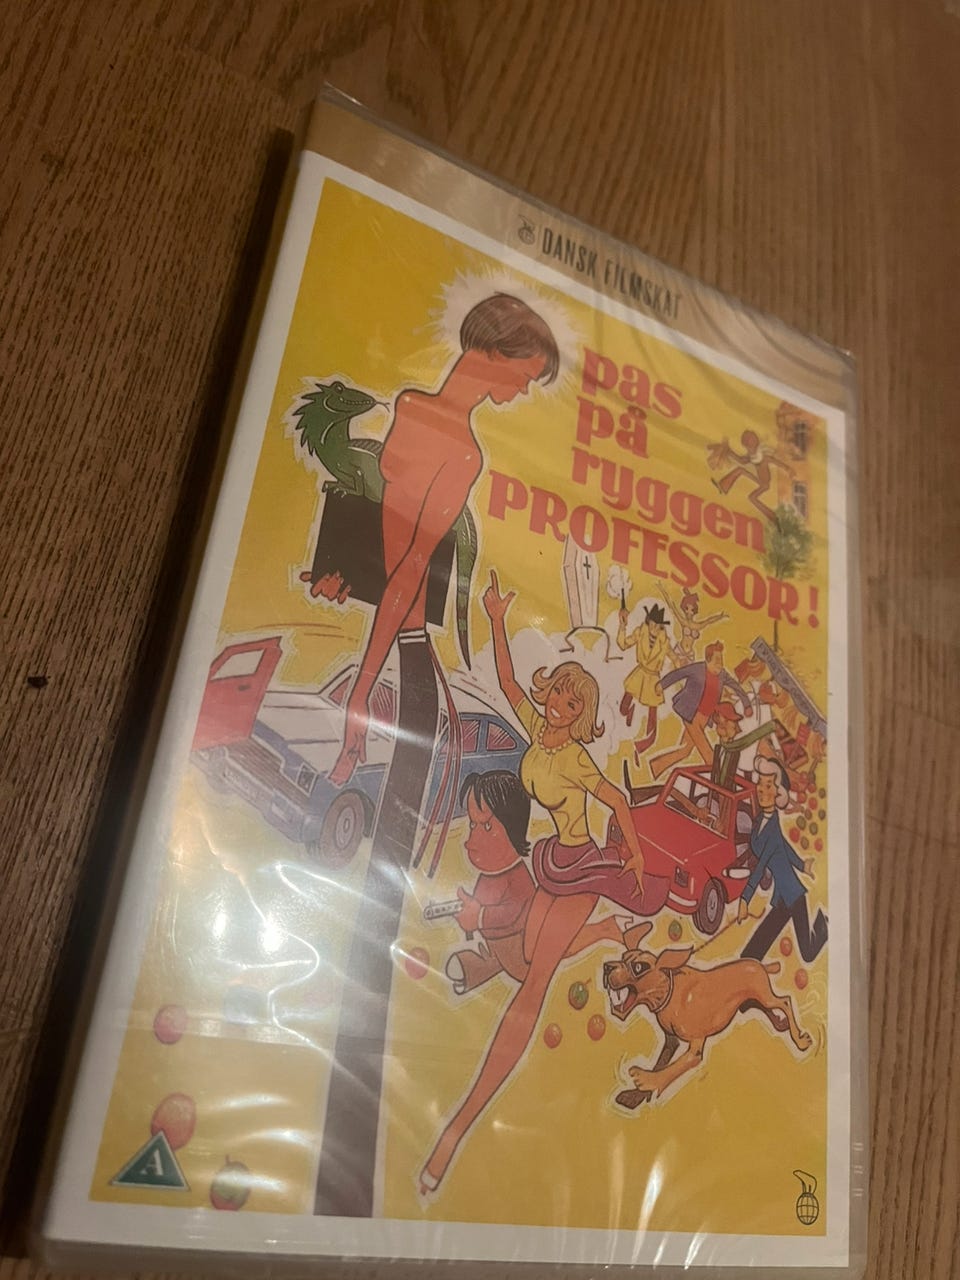 DANSK FILMSKAT
pas
på
ryggen
PROFESSOR!
A